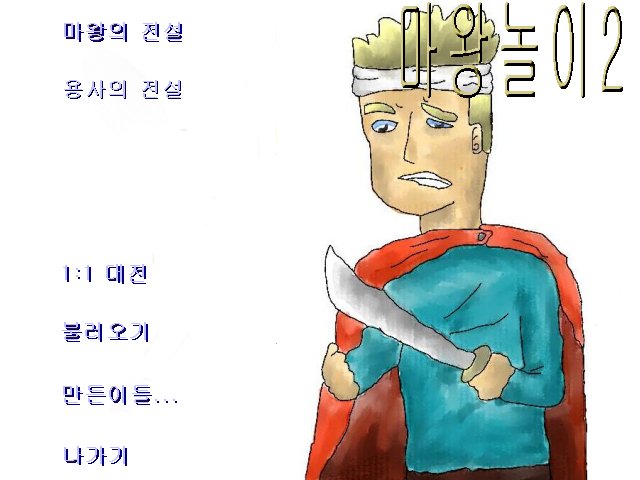 마왕놀이2
마왕의 전설
용사의 전설
1:1 대전
불러오기
만든이들...
나가기